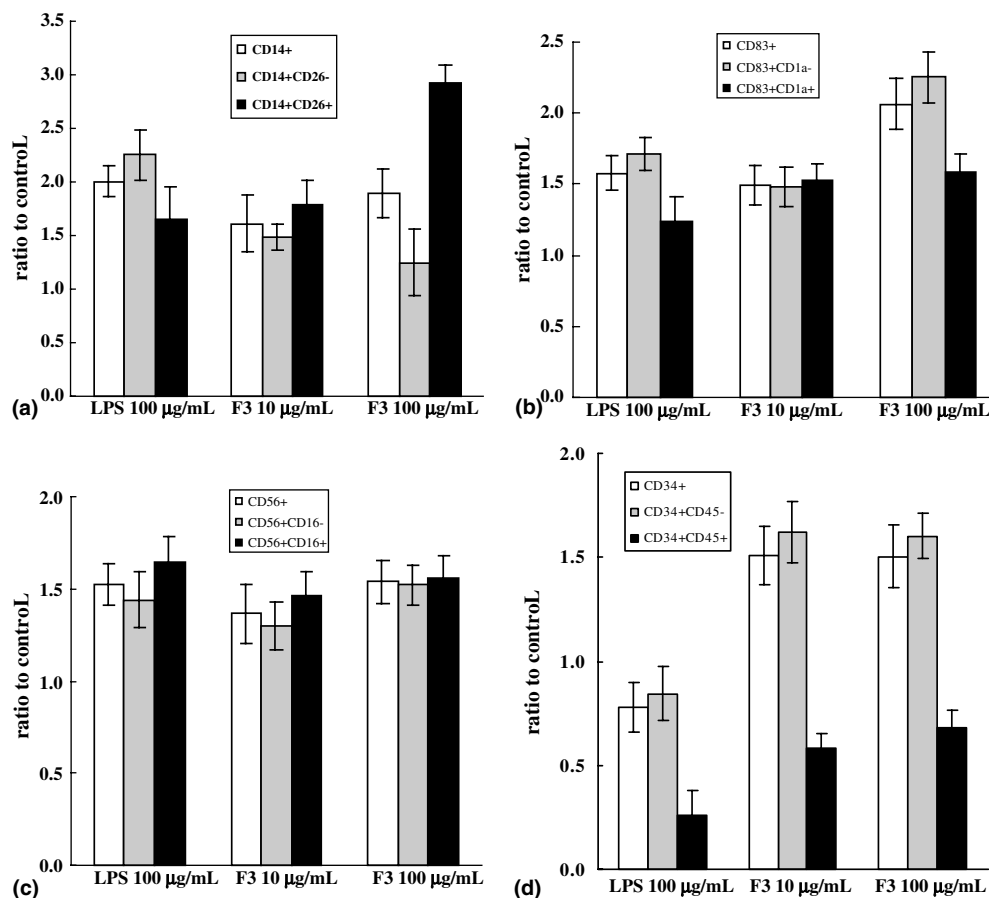 3.5
3.0
2.5
2.0
1.5
1.0
0.5
0.0
ratio to controL
CD14+
CD14+CD26-
CD14+CD26+
LPS 100 µg/mL F3 10 µg/mL F3 100 µg/mL
(a)
2.5
2.0
1.5
1.0
0.5
0.0
ratio to controL
CD83+
CD83+CD1a-
CD83+CD1a+
LPS 100 µg/mL F3 10 µg/mL F3 100 µg/mL
(b)
2.0
1.5
1.0
0.5
0.0
ratio to controL
CD56+
CD56+CD16-
CD56+CD16+
LPS 100 µg/mL F3 10 µg/mL F3 100 µg/mL
(c)
2.0
1.5
1.0
0.5
0.0
ratio to controL
CD34+
CD34+CD45-
CD34+CD45+
LPS 100 µg/mL F3 10 µg/mL F3 100 µg/mL
(d)